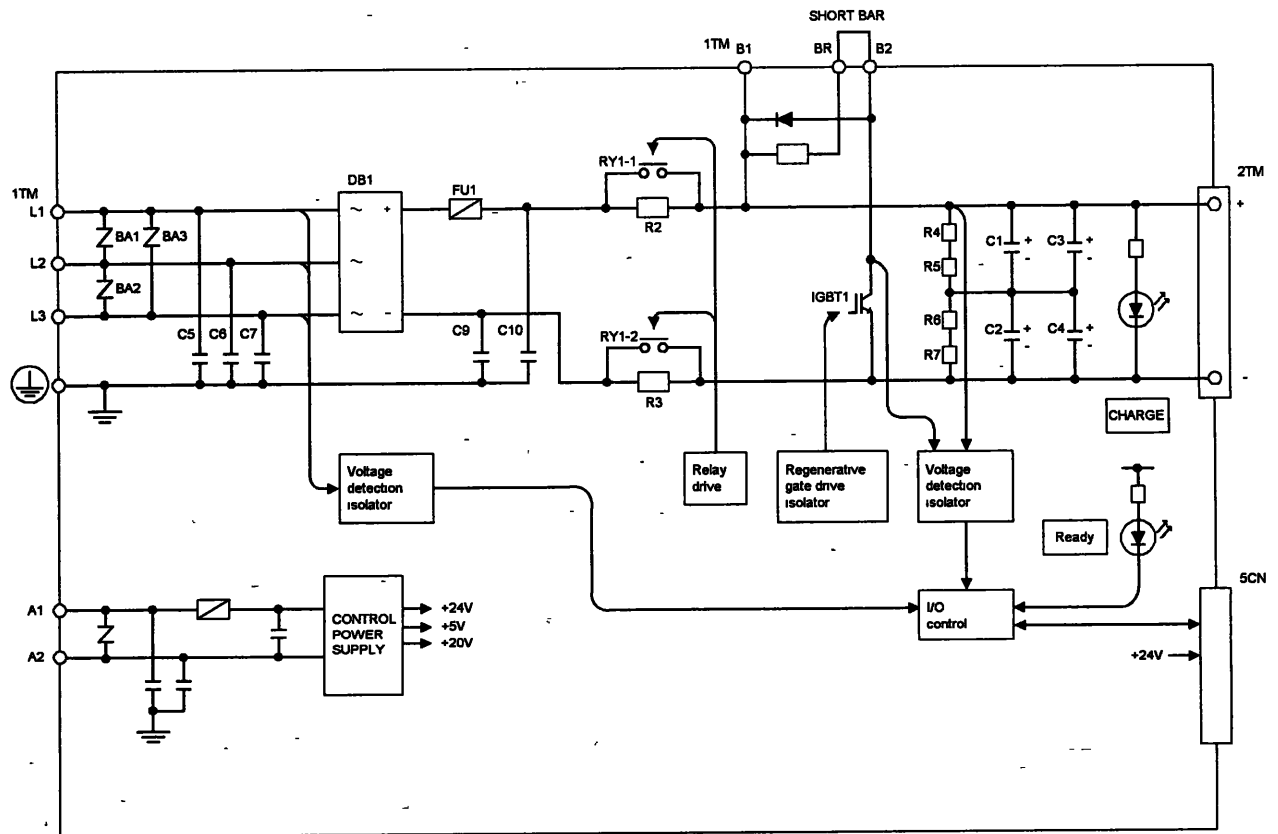 SHORT BAR
1TM B1 BR B2
RY1-1
1TM
DB1
FU1
2TM
L1
~ +
R2
+
BA1 BA3
R4 C1 + C3 +
L2
~
- -
R5
BA2
IGBT1
L3
~ -
R6
C5 C6 C7
C9 C10
RY1-2
C2 + C4 +
R7
- -
R3
-
CHARGE
Voltage
detection
isolator
Relay
drive
Regenerative
gate drive
isolator
Voltage
detection
isolator
Ready
5CN
A1
CONTROL
POWER
SUPPLY
+24V
+5V
+20V
I/O
control
A2
+24V